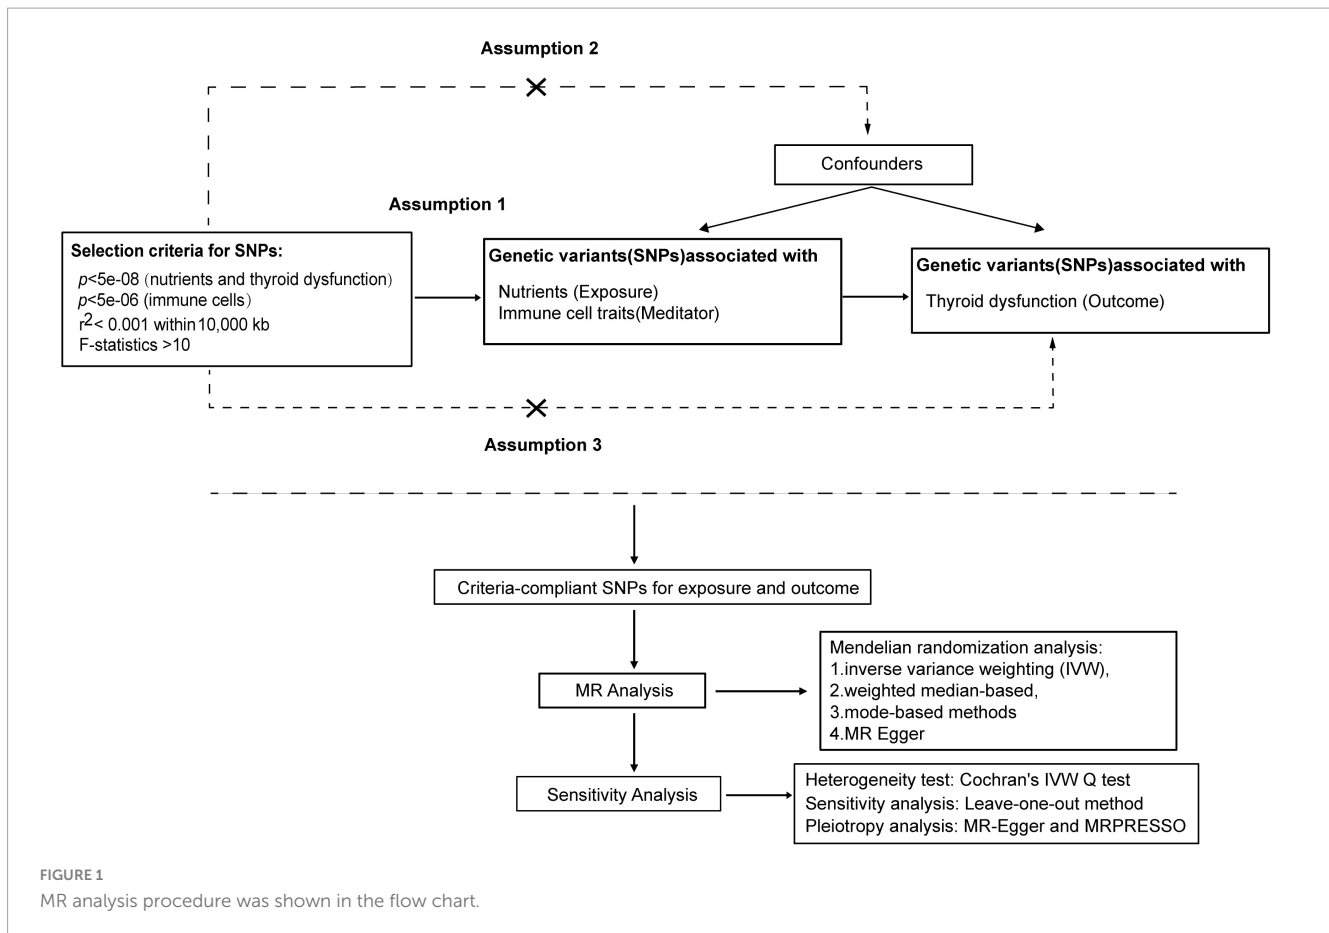 Assumption 2
Confounders
Assumption 1
Selection criteria for SNPs:
p<5e-08 (nutrients and thyroid dysfunction)
p<5e-06 (immune cells)
r2< 0.001 within 10,000 kb
F-statistics >10
Genetic variants(SNPs)associated with
Nutrients (Exposure)
Immune cell traits(Meditator)
Genetic variants(SNPs)associated with
Thyroid dysfunction (Outcome)
Assumption 3
Criteria-compliant SNPs for exposure and outcome
MR Analysis
Mendelian randomization analysis:
1.inverse variance weighting (IVW),
2.weighted median-based,
3.mode-based methods
4.MR Egger
Sensitivity Analysis
Heterogeneity test: Cochran's IVW Q test
Sensitivity analysis: Leave-one-out method
Pleiotropy analysis: MR-Egger and MRPRESSO
FIGURE 1
MR analysis procedure was shown in the flow chart.